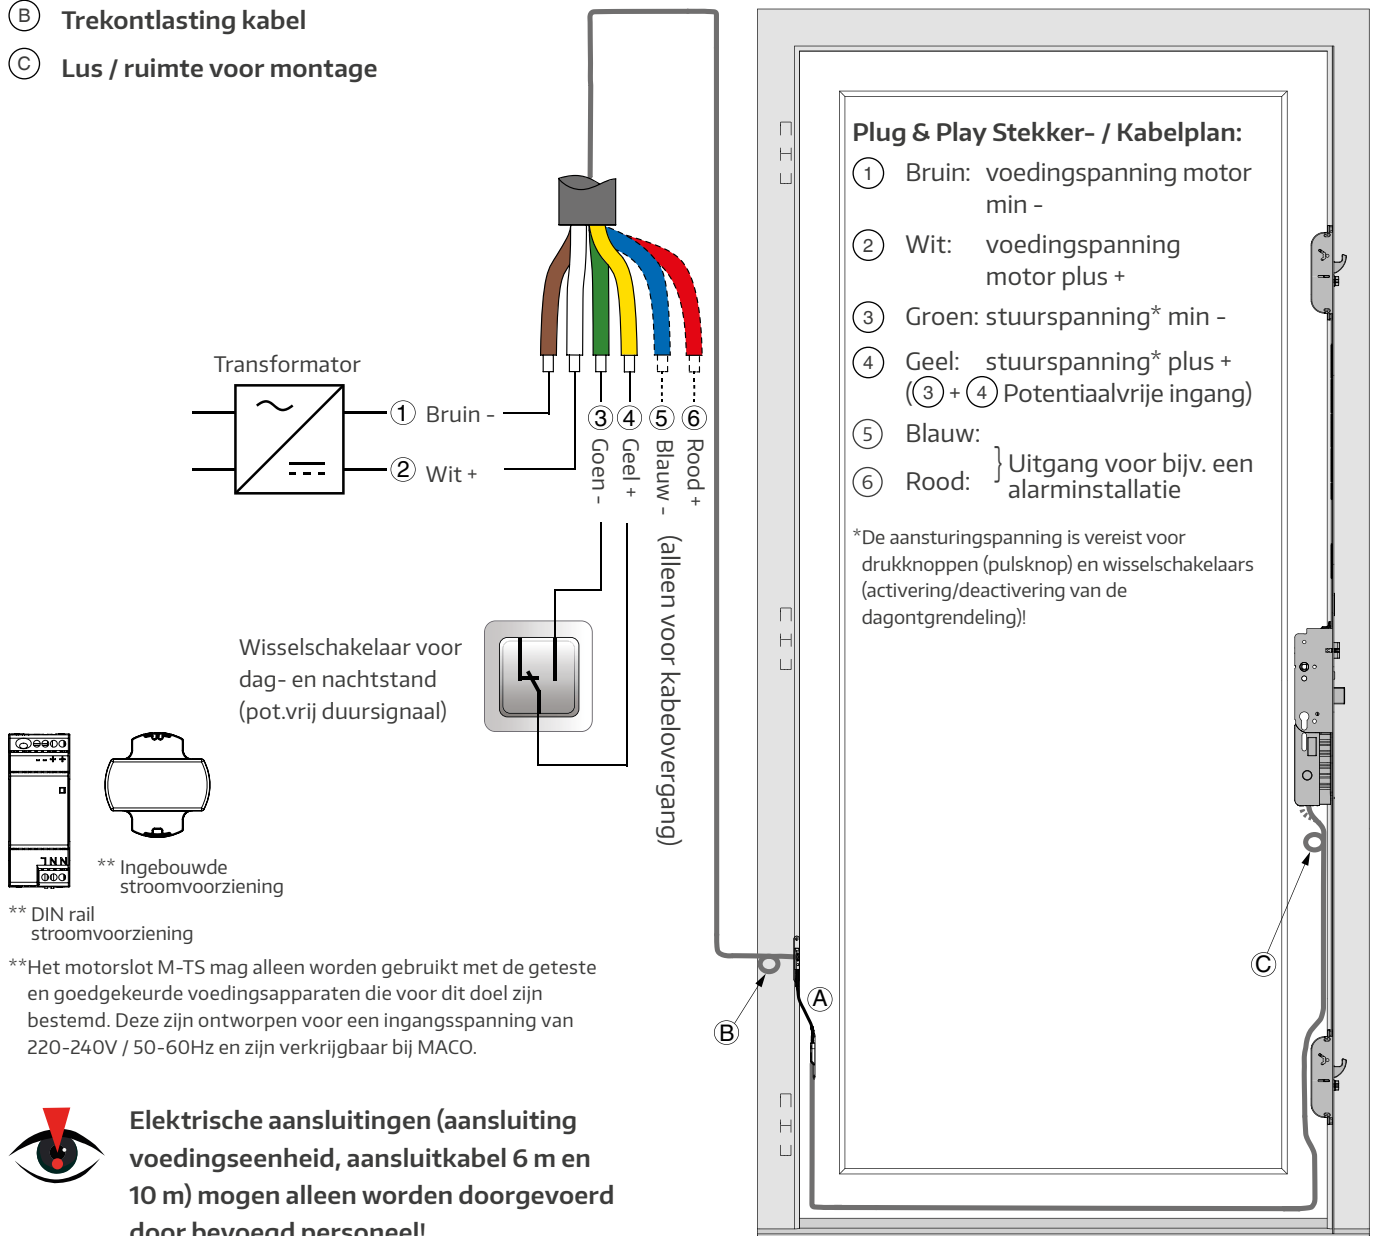 B Trekontlasting kabel
C Lus / ruimte voor montage
Plug & Play Stekker- / Kabelplan:
1 Bruin: voedingspanning motor
min -
2 Wit: voedingspanning
motor plus +
3 Groen: stuurspanning* min -
4 Geel: stuurspanning* plus +
(3 + 4 Potentiaalvrije ingang)
5 Blauw:
6 Rood:
} Uitgang voor bijv. een
alarminstallatie
*De aansturingspanning is vereist voor
drukknoppen (pulsknop) en wisselschakelaars
(activering/deactivering van de
dagontgrendeling)!
Transformator
1 Bruin -
2 Wit +
3 Goen -
4 Geel +
5 Blauw -
6 Rood +
(alleen voor kabelovergang)
Wisselschakelaar voor
dag- en nachtstand
(pot.vrij duursignaal)
--++
LNN
** Ingebouwde
stroomvoorziening
** DIN rail
stroomvoorziening
**Het motorslot M-TS mag alleen worden gebruikt met de geteste
en goedgekeurde voedingsapparaten die voor dit doel zijn
bestemd. Deze zijn ontworpen voor een ingangsspanning van
220-240V / 50-60Hz en zijn verkrijgbaar bij MACO.
A
B
C
Elektrische aansluitingen (aansluiting
voedingseenheid, aansluitkabel 6 m en
10 m) mogen alleen worden doorgevoerd
door bevoegd personeel!